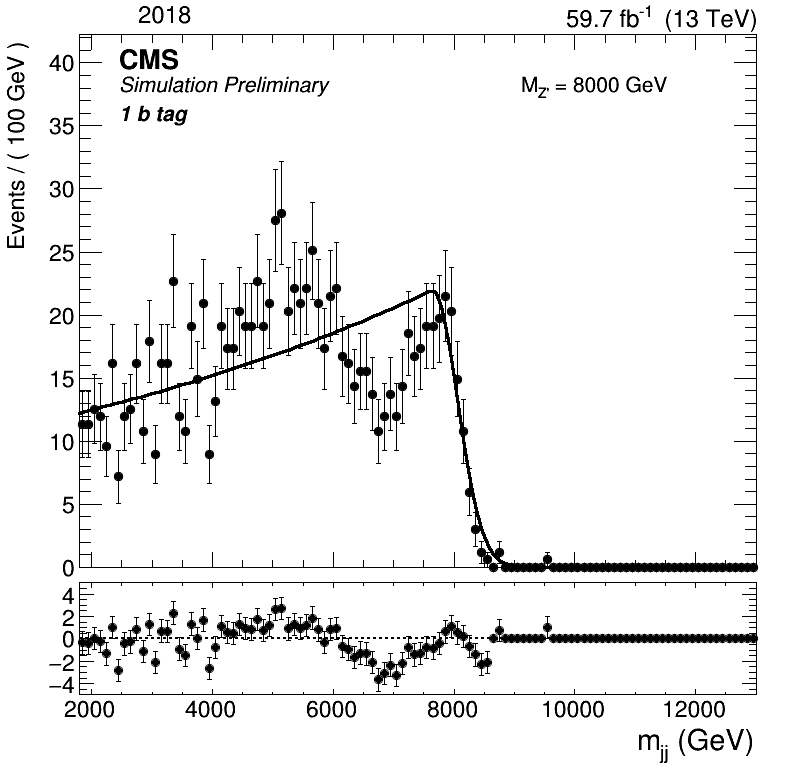 2018 59.7 fb⁻¹ (13 TeV)
CMS
Simulation Preliminary
1 b tag
M_Z' = 8000 GeV
Events / ( 100 GeV )
40
35
30
25
20
15
10
5
0
4
2
0
−2
−4
2000 4000 6000 8000 10000 12000
m_jj (GeV)